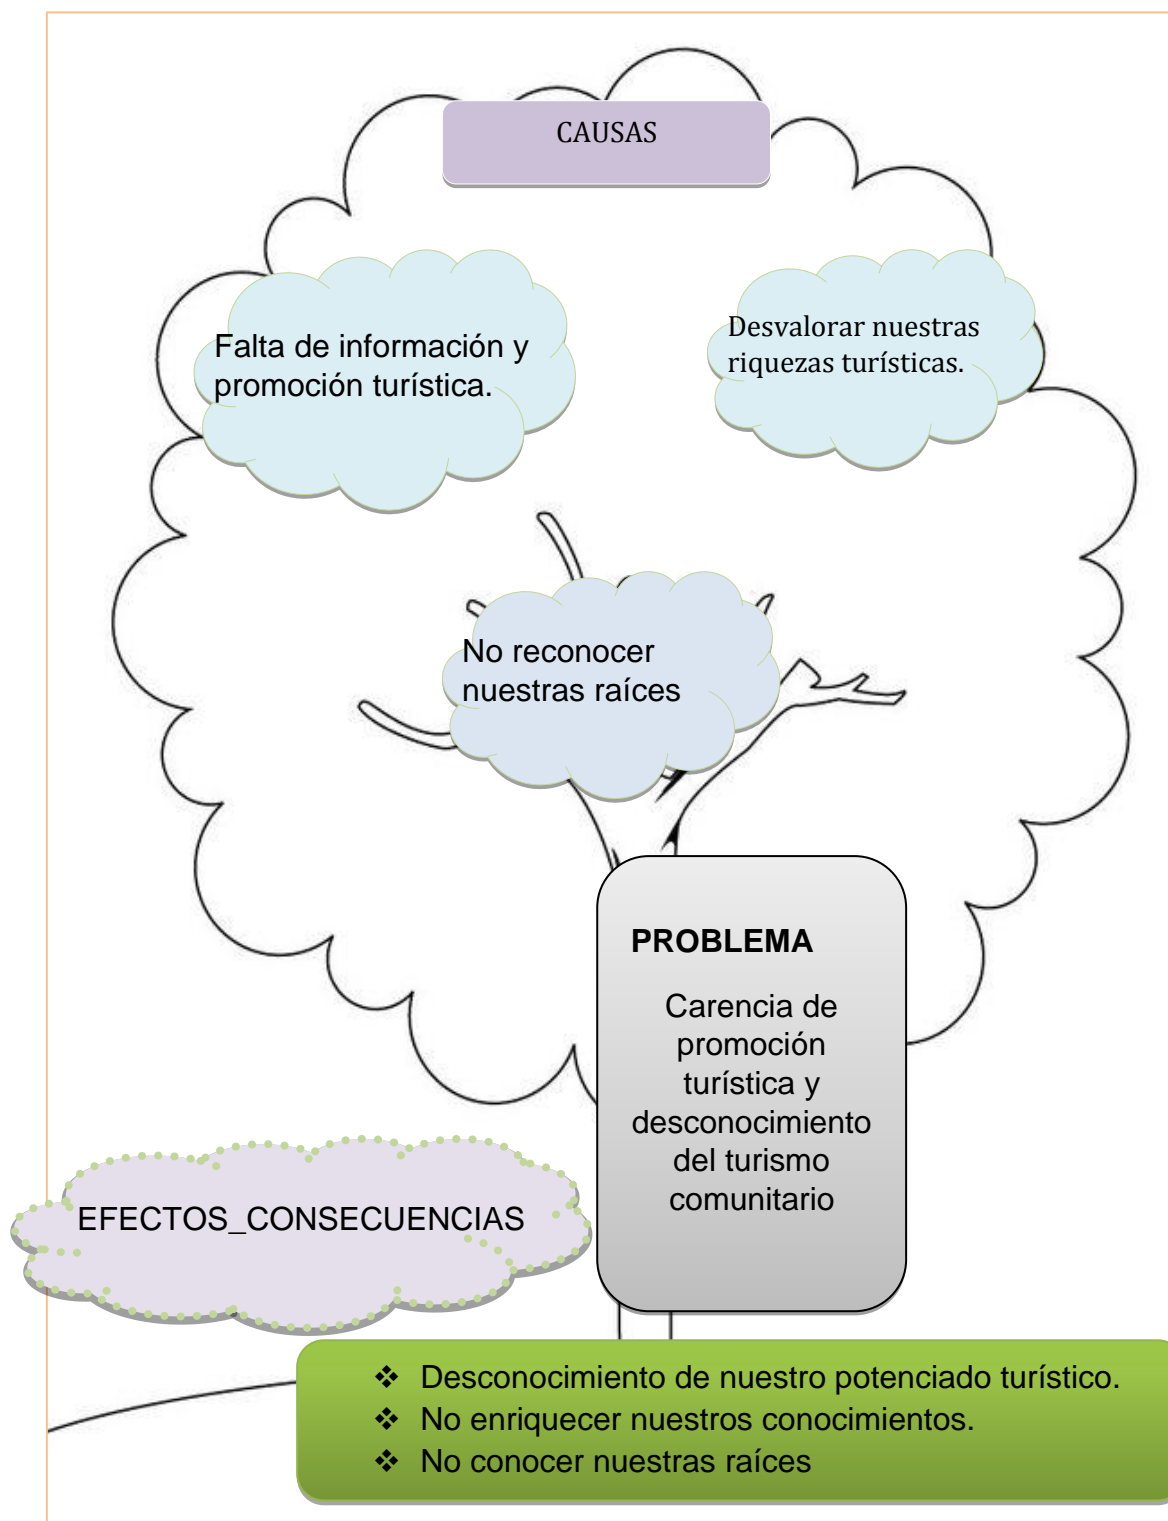 CAUSAS
Falta de información y
promoción turística.
Desvalorar nuestras
riquezas turísticas.
No reconocer
nuestras raíces
PROBLEMA
Carencia de
promoción
turística y
desconocimiento
del turismo
comunitario
EFECTOS_CONSECUENCIAS
❖ Desconocimiento de nuestro potenciado turístico.
❖ No enriquecer nuestros conocimientos.
❖ No conocer nuestras raíces